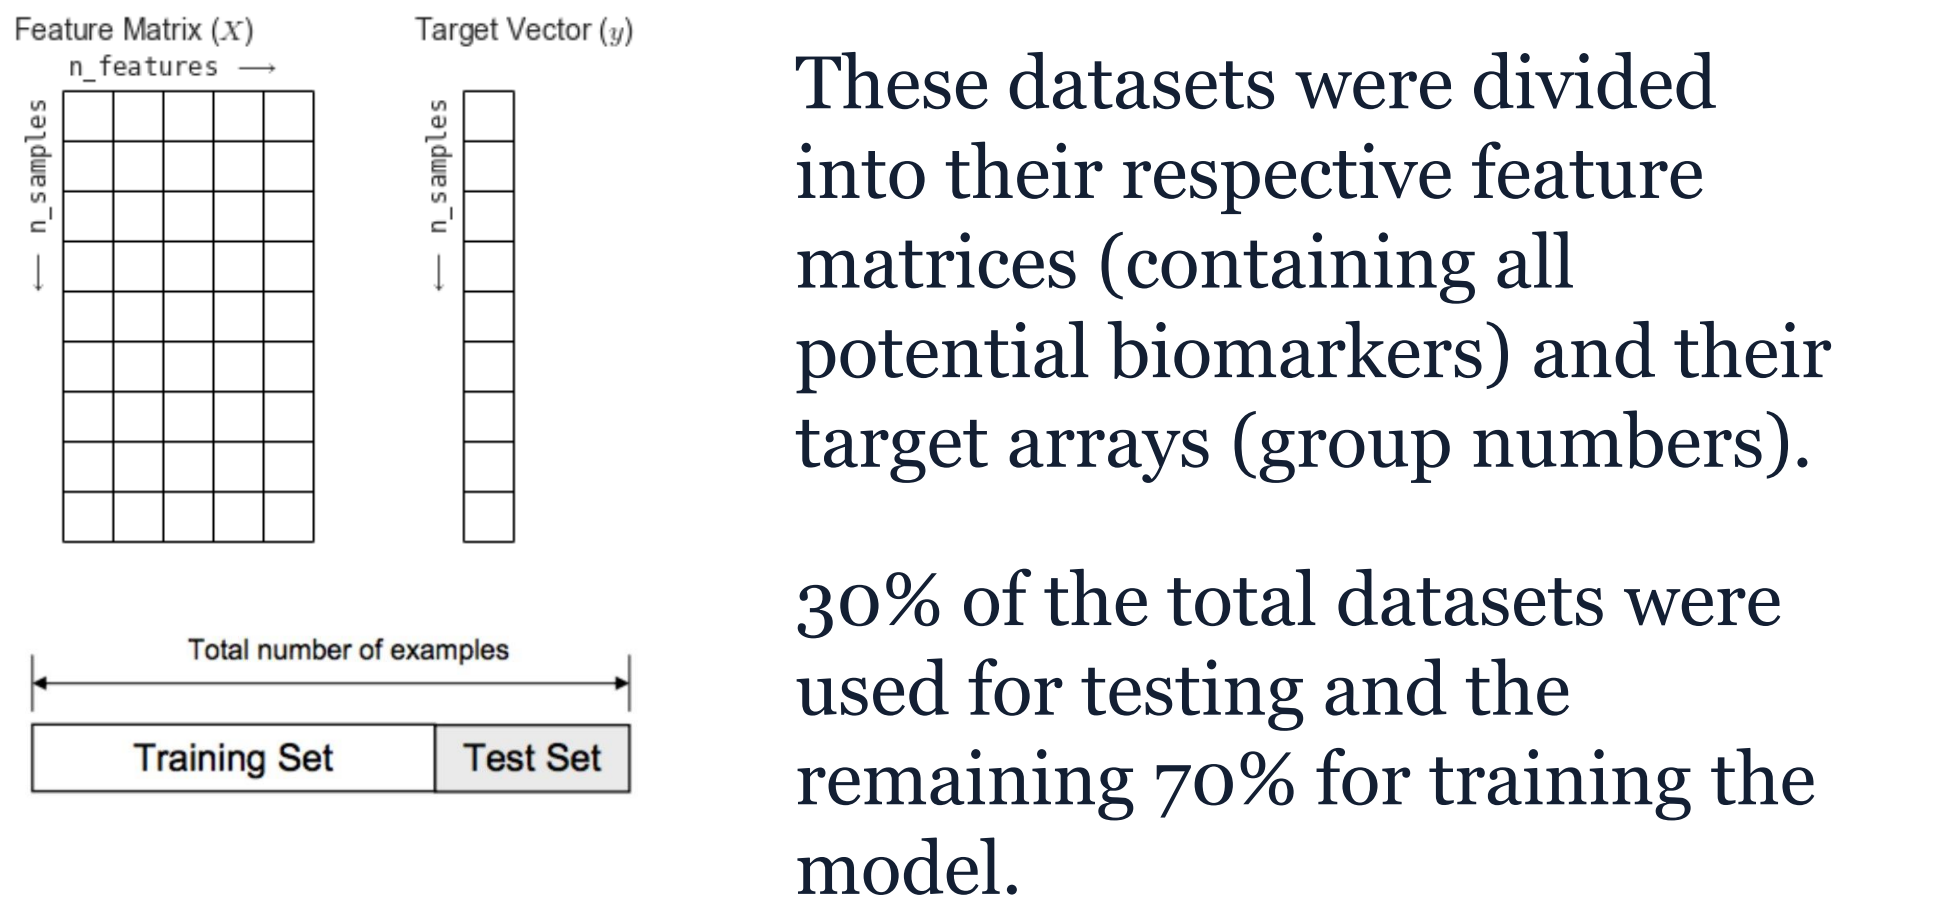 Feature Matrix (X)
n_features ⟶
⟵ n_samples
Target Vector (y)
⟵ n_samples
Total number of examples
Training Set
Test Set
These datasets were divided
into their respective feature
matrices (containing all
potential biomarkers) and their
target arrays (group numbers).
30% of the total datasets were
used for testing and the
remaining 70% for training the
model.